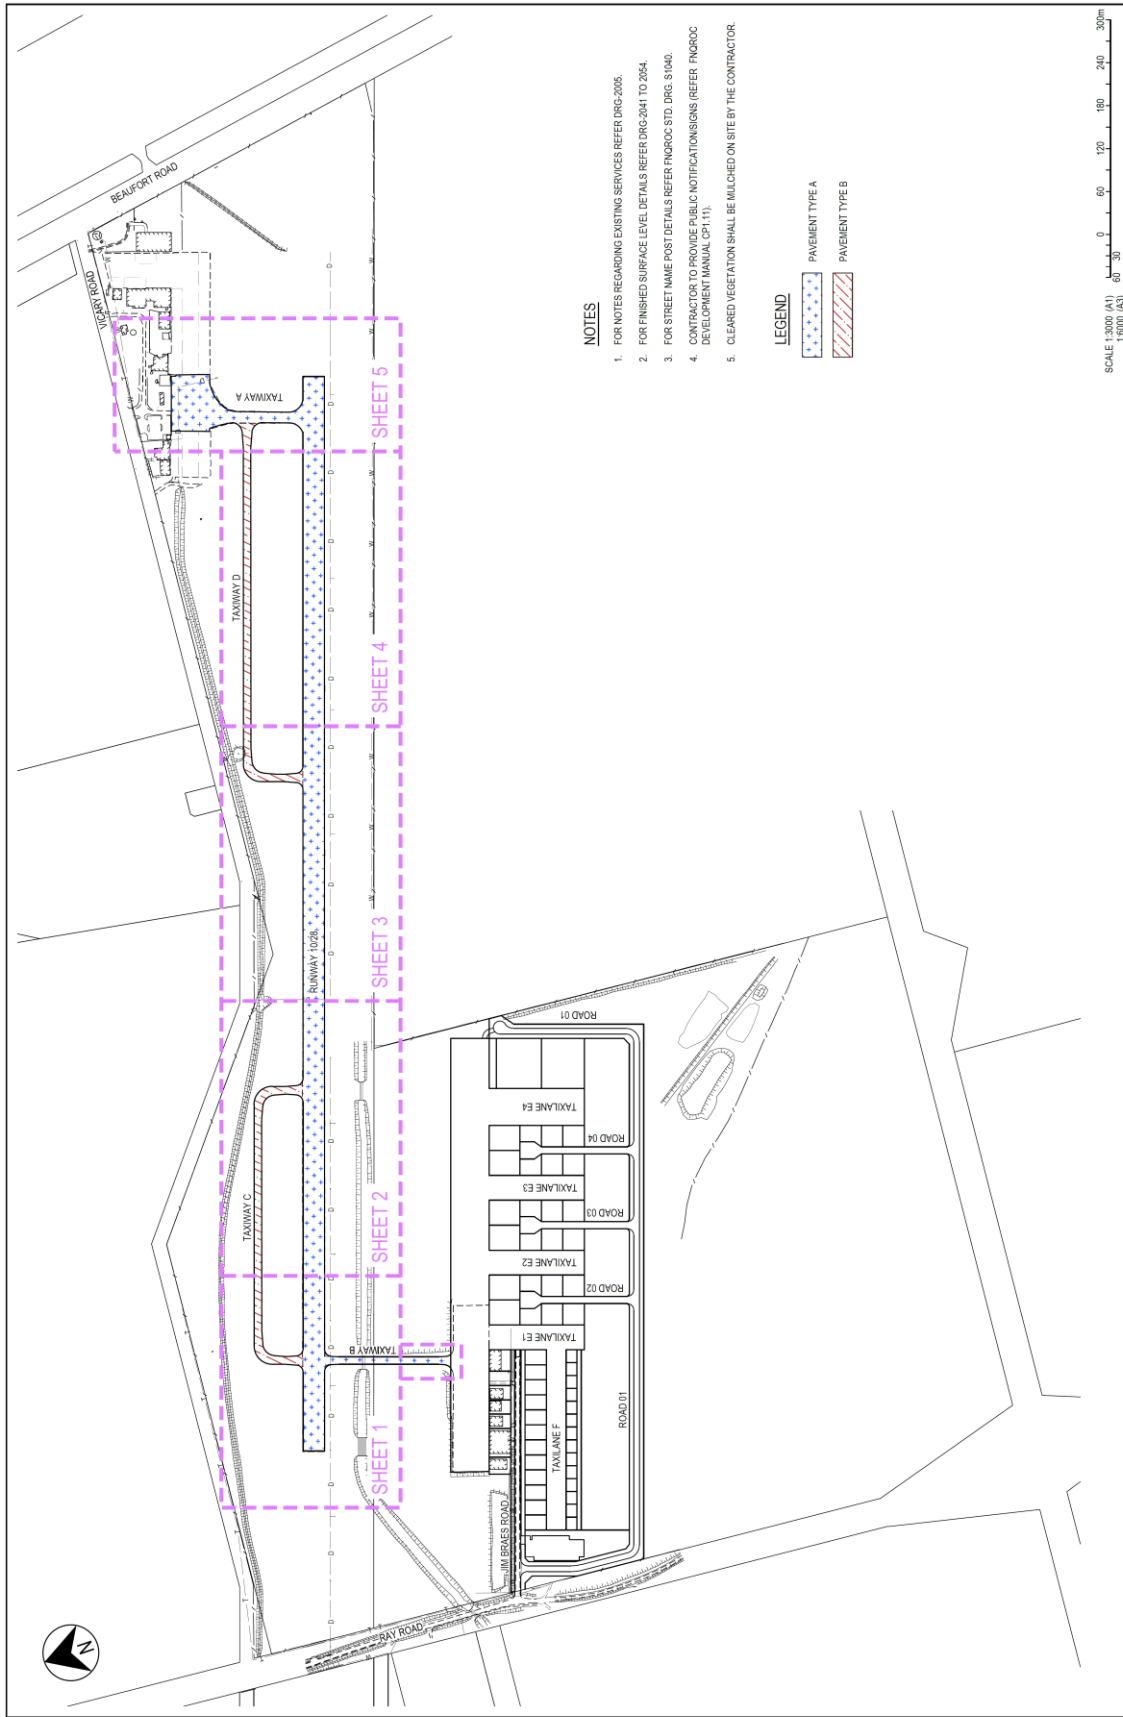 BEAUFORT ROAD
VICARY ROAD
TAXIWAY A
SHEET 5
TAXIWAY D
SHEET 4
RUNWAY 10/28
SHEET 3
TAXIWAY C
SHEET 2
TAXIWAY B
SHEET 1
ROAD 01
TAXILANE E4
ROAD 04
TAXILANE E3
ROAD 03
TAXILANE E2
ROAD 02
TAXILANE E1
ROAD 01
TAXILANE F
JIM BRAES ROAD
RAY ROAD
N
NOTES
1. FOR NOTES REGARDING EXISTING SERVICES REFER DRG-2005.
2. FOR FINISHED SURFACE LEVEL DETAILS REFER DRG-2041 TO 2054.
3. FOR STREET NAME POST DETAILS REFER FNQROC STD. DRG. S1040.
4. CONTRACTOR TO PROVIDE PUBLIC NOTIFICATION/SIGNS (REFER FNQROC
DEVELOPMENT MANUAL CP1.11).
5. CLEARED VEGETATION SHALL BE MULCHED ON SITE BY THE CONTRACTOR.
LEGEND
PAVEMENT TYPE A
PAVEMENT TYPE B
SCALE 1:3000 (A1)
1:6000 (A3)
60 30 0 60 120 180 240 300m